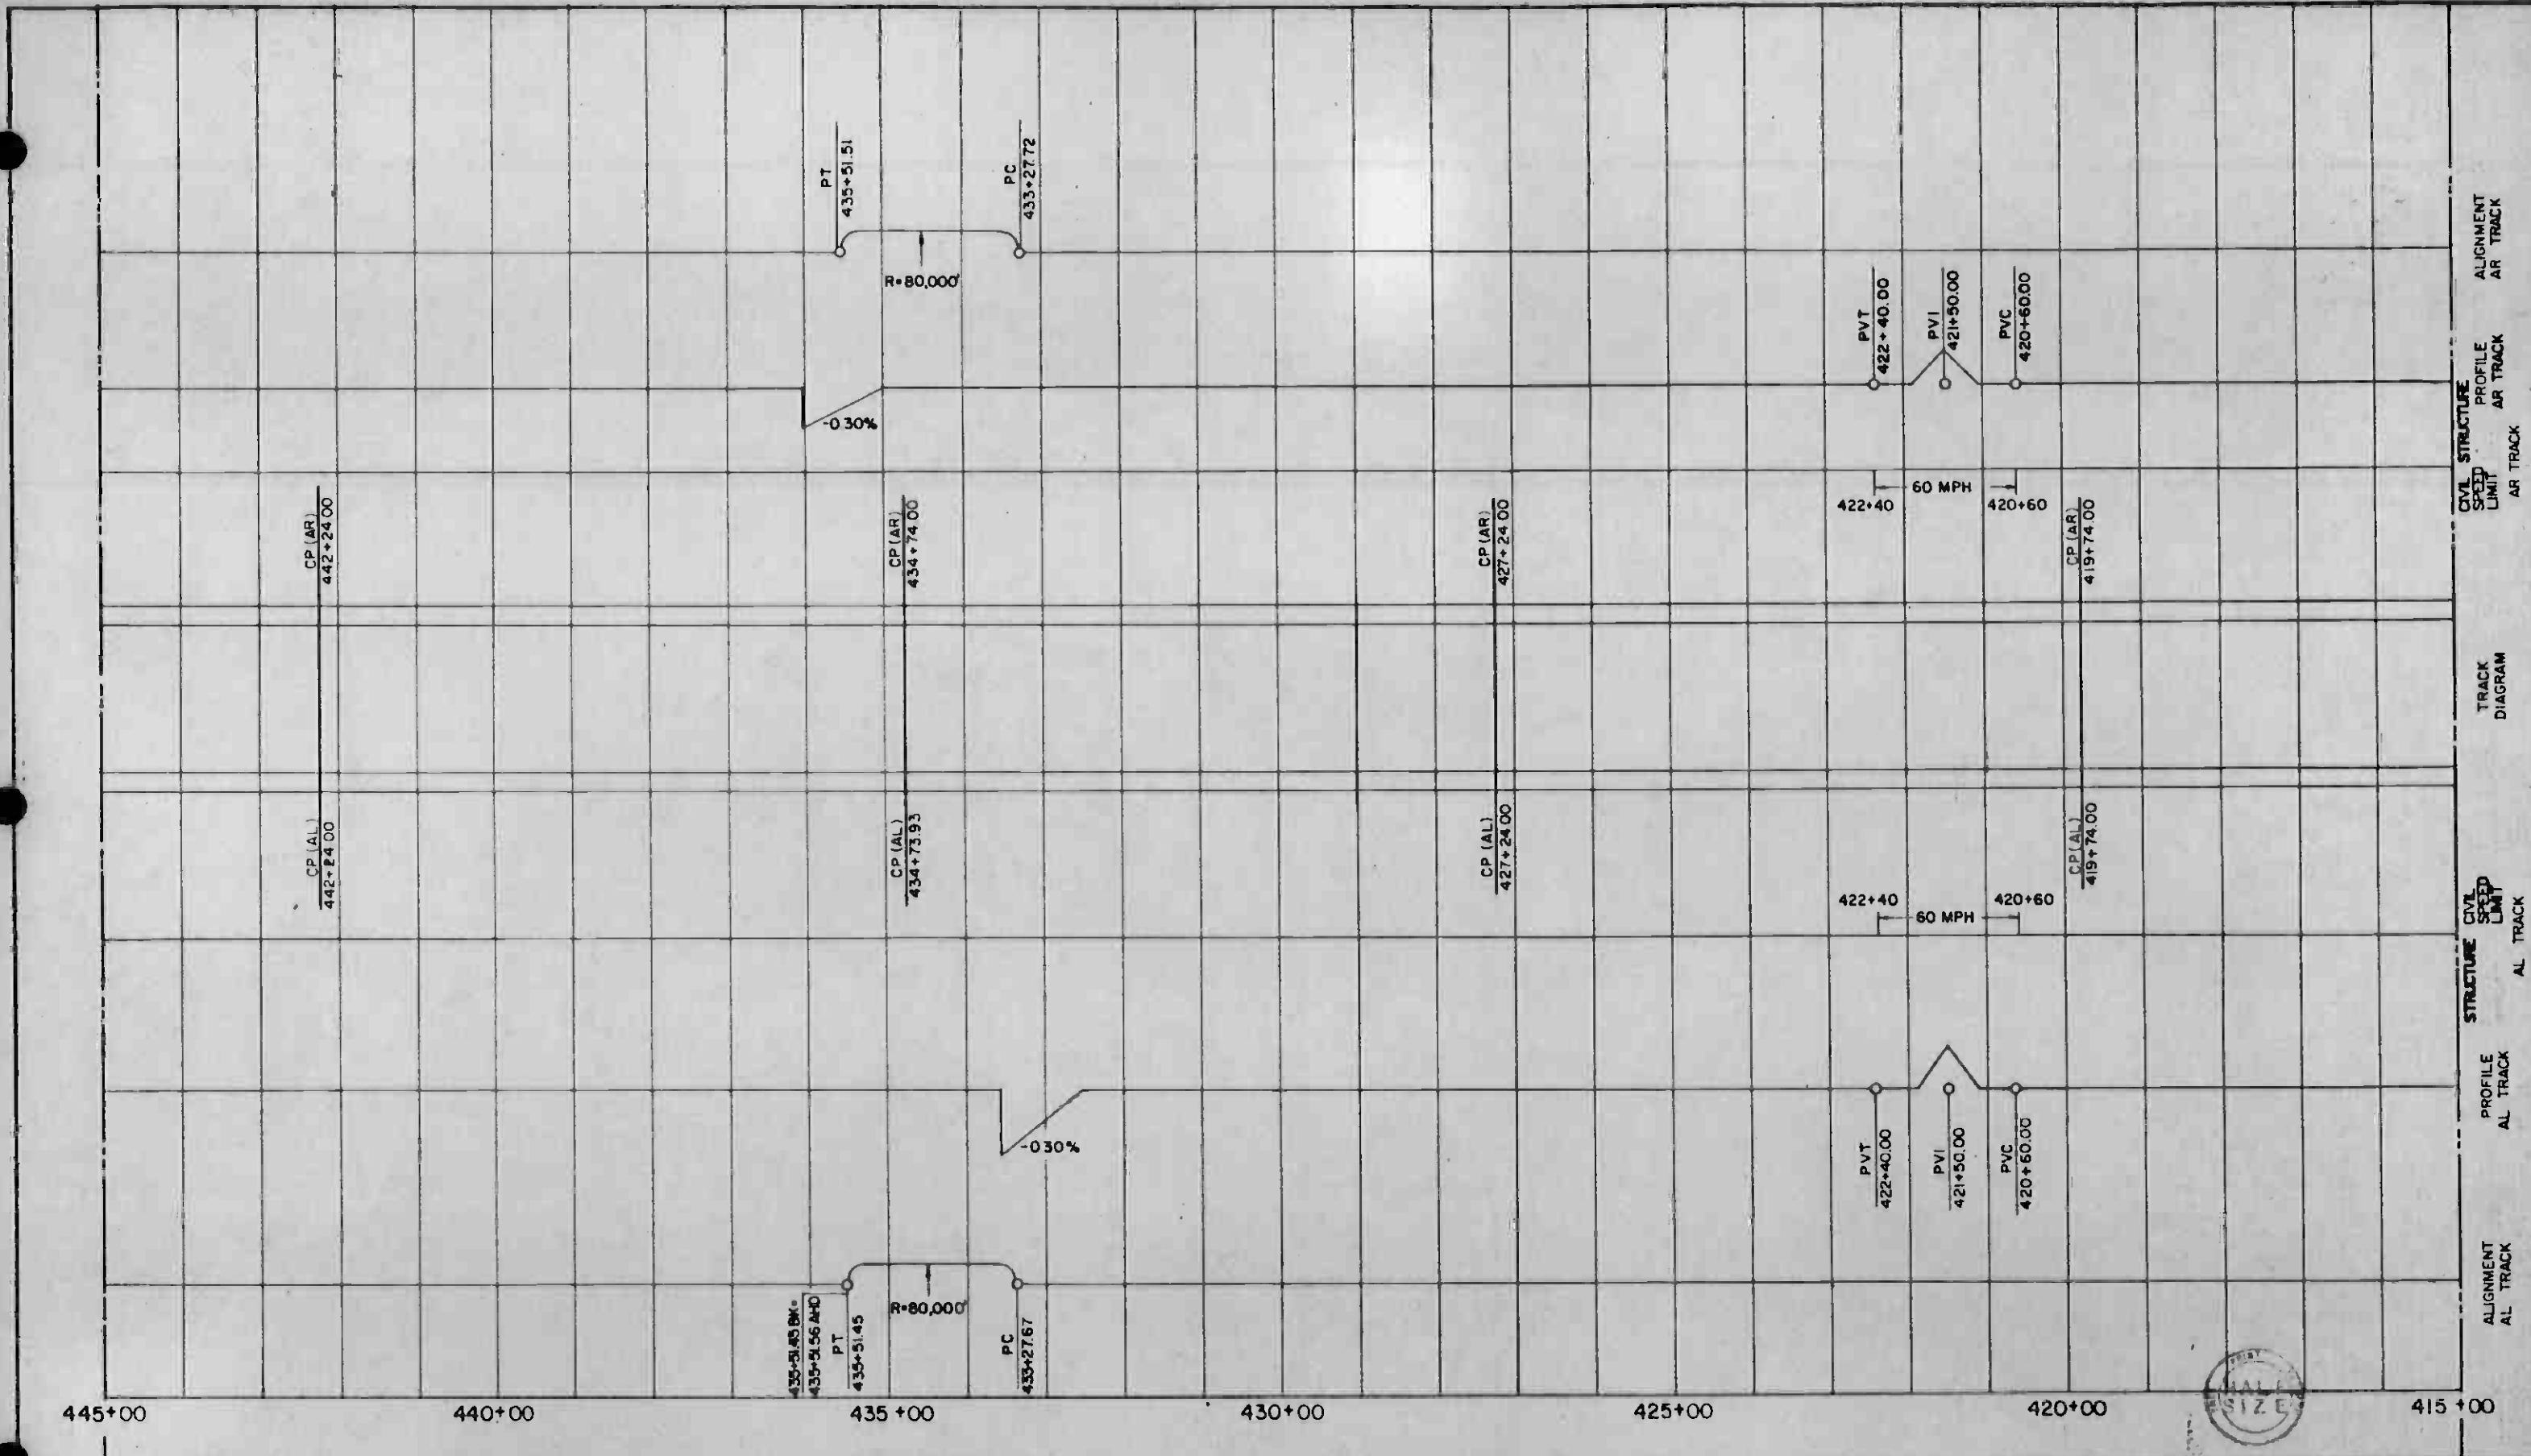 PT
435+51.51
PC
433+27.72
R=80,000'
ALIGNMENT
AR TRACK
PVT
422+40.00
PVI
421+50.00
PVC
420+60.00
-0.30%
PROFILE
AR TRACK
STRUCTURE
CIVIL
SPEED
LIMIT
AR TRACK
60 MPH
422+40
420+60
CP (AR)
442+24.00
CP (AR)
434+74.00
CP (AR)
427+24.00
CP (AR)
419+74.00
TRACK
DIAGRAM
CP (AL)
442+24.00
CP (AL)
434+73.93
CP (AL)
427+24.00
CP (AL)
419+74.00
422+40
420+60
60 MPH
CIVIL
SPEED
LIMIT
STRUCTURE
AL TRACK
-0.30%
PVT
422+40.00
PVI
421+50.00
PVC
420+60.00
PROFILE
AL TRACK
435+51.45 BK=
435+51.56 AHD
PT
435+51.45
R=80,000'
PC
433+27.67
ALIGNMENT
AL TRACK
445+00
440+00
435+00
430+00
425+00
420+00
415+00
HALF
SIZE